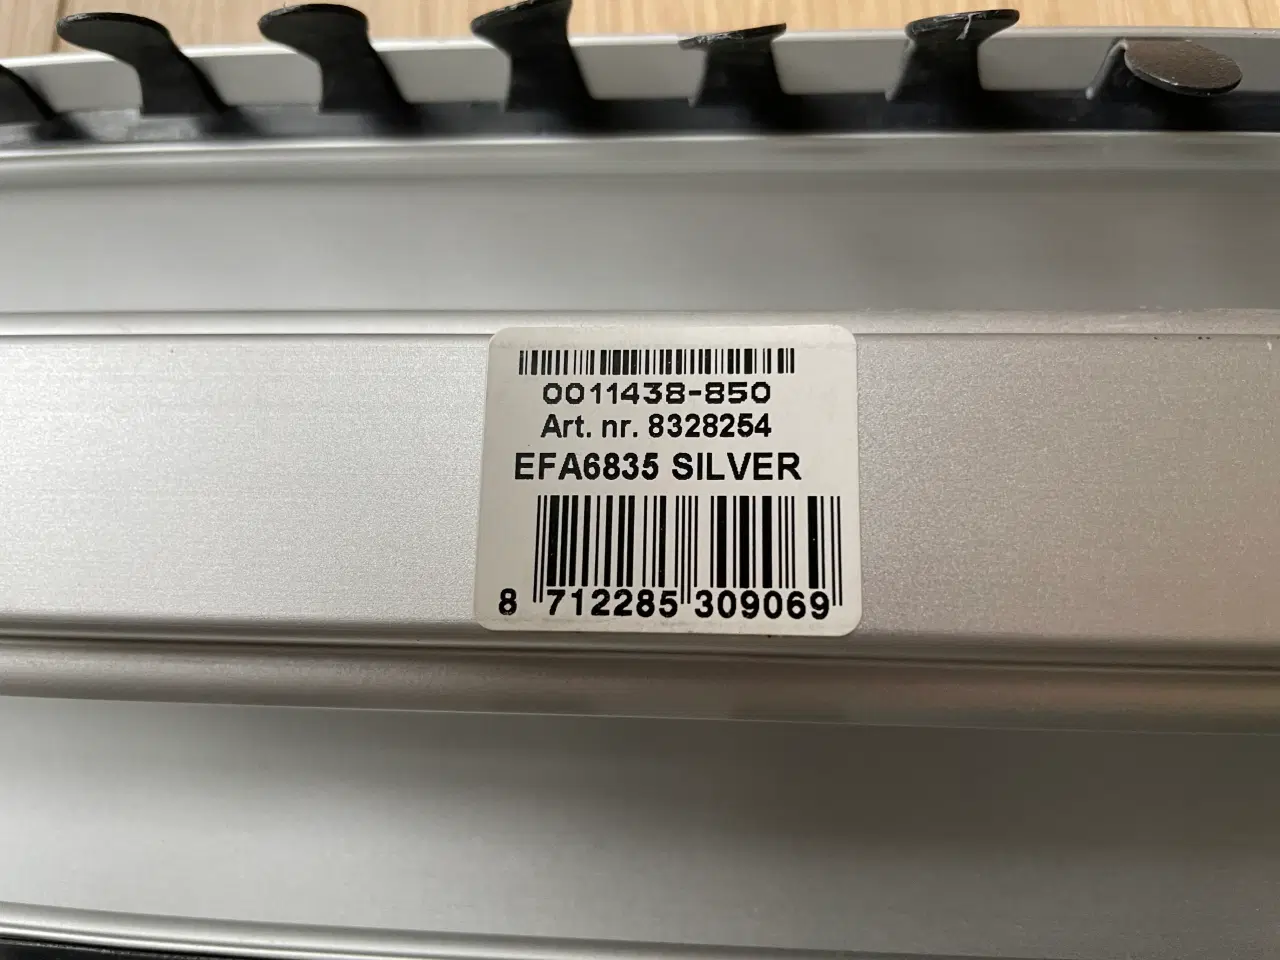 0011438-850
Art. nr. 8328254
EFA6835 SILVER
8 712285 309069